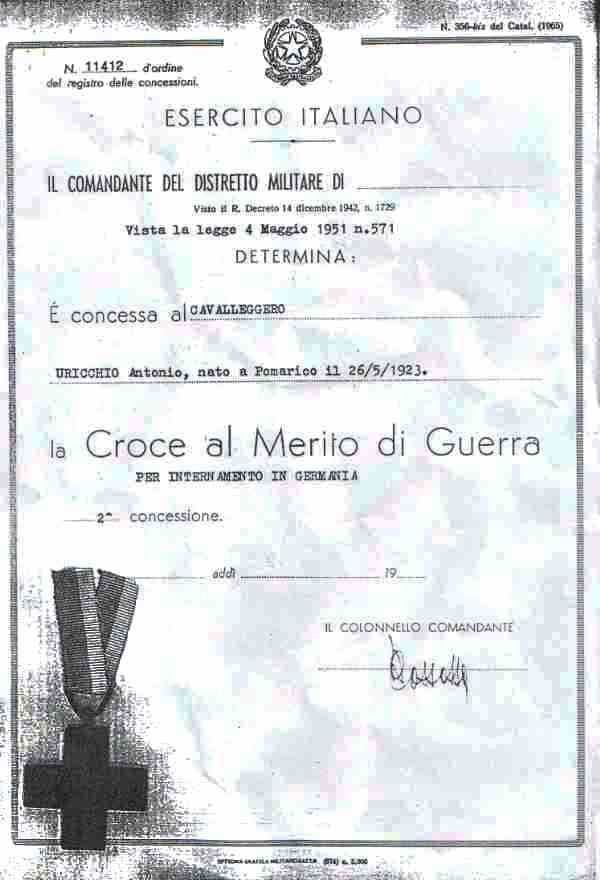 N. 356-bis del Catal. (1965)
N. 11412 d'ordine
del registro delle concessioni.
ESERCITO ITALIANO
IL COMANDANTE DEL DISTRETTO MILITARE DI
Visto il R. Decreto 14 dicembre 1942, n. 1729
Vista la legge 4 Maggio 1951 n.571
DETERMINA:
É concessa al CAVALLEGGERO
URICCHIO Antonio, nato a Pomarico il 26/5/1923.
la Croce al Merito di Guerra
PER INTERNAMENTO IN GERMANIA
2^ concessione.
addì 19
IL COLONNELLO COMANDANTE